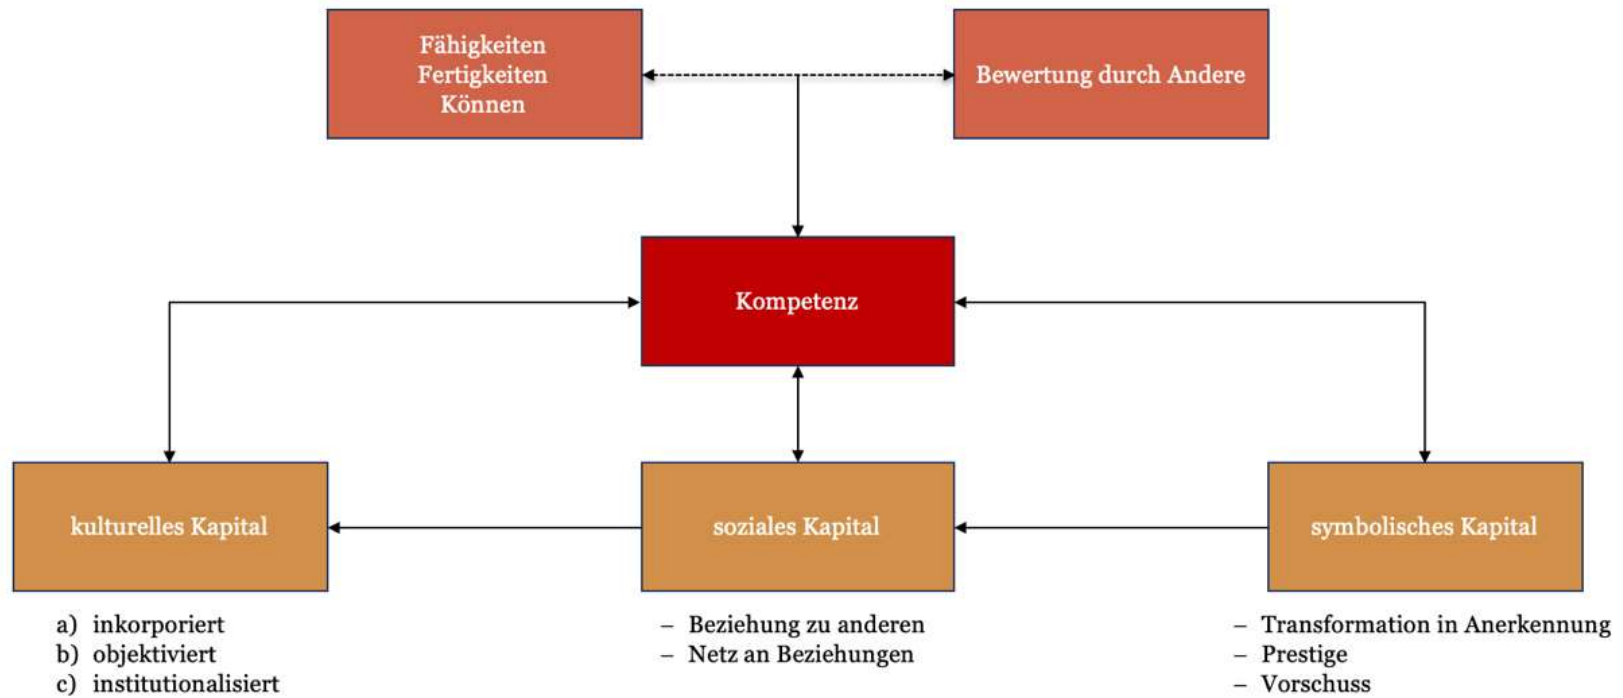 Fähigkeiten
Fertigkeiten
Können
Bewertung durch Andere
Kompetenz
kulturelles Kapital
soziales Kapital
symbolisches Kapital
a) inkorporiert
b) objektiviert
c) institutionalisiert
– Beziehung zu anderen
– Netz an Beziehungen
– Transformation in Anerkennung
– Prestige
– Vorschuss